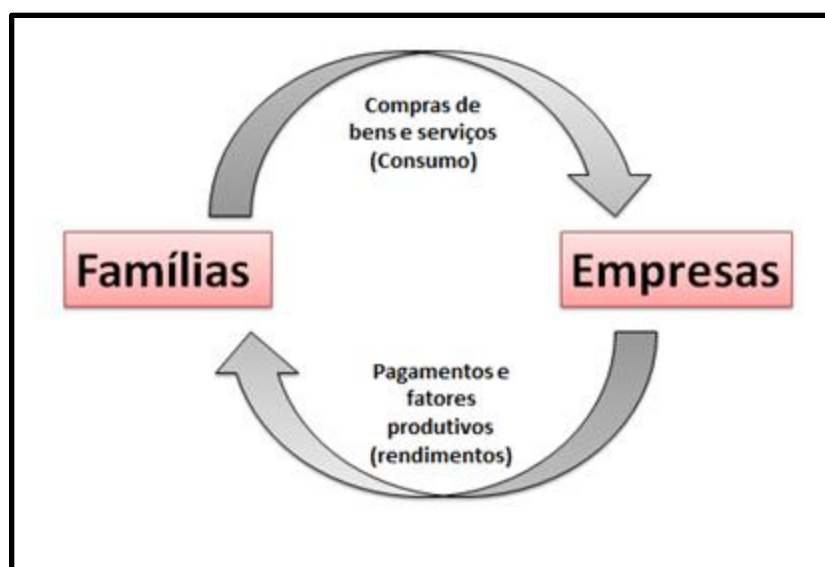 Compras de
bens e serviços
(Consumo)
Famílias
Empresas
Pagamentos e
fatores
produtivos
(rendimentos)